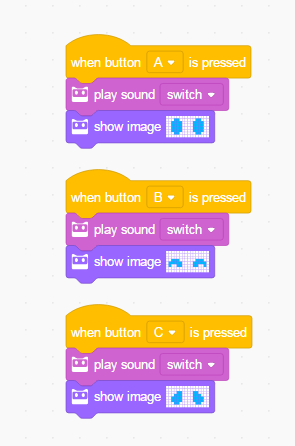 when button A is pressed
play sound switch
show image
when button B is pressed
play sound switch
show image
when button C is pressed
play sound switch
show image